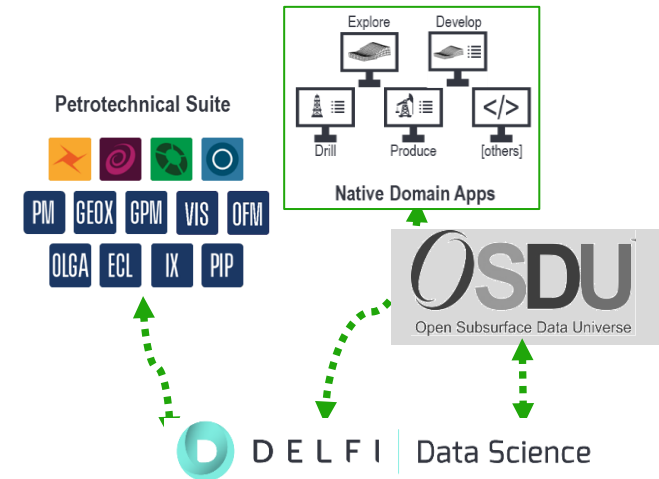 Explore Develop
Petrotechnical Suite
</>
Drill Produce [others]
Native Domain Apps
PM GEOX GPM VIS OFM
OLGA ECL IX PIP
OSDU
Open Subsurface Data Universe
D DELFI Data Science